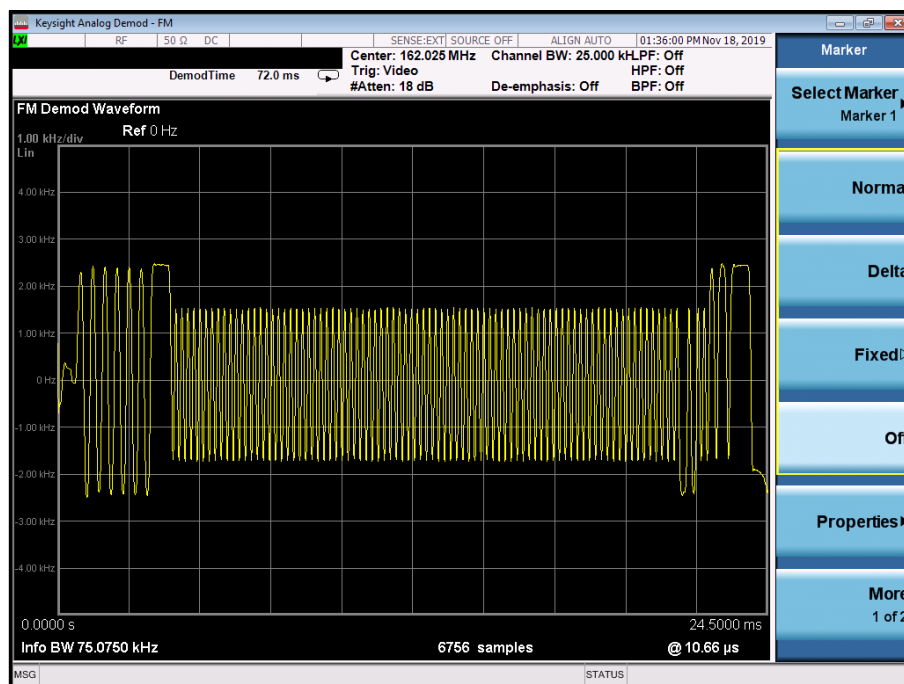 Keysight Analog Demod - FM
LXI RF 50 Ω DC SENSE:EXT SOURCE OFF ALIGN AUTO 01:36:00 PM Nov 18, 2019
Center: 162.025 MHz Channel BW: 25.000 kH LPF: Off
DemodTime 72.0 ms Trig: Video HPF: Off
#Atten: 18 dB De-emphasis: Off BPF: Off
FM Demod Waveform
Ref 0 Hz
1.00 kHz/div
Lin
4.00 kHz
3.00 kHz
2.00 kHz
1.00 kHz
0 Hz
-1.00 kHz
-2.00 kHz
-3.00 kHz
-4.00 kHz
0.0000 s 24.5000 ms
Info BW 75.0750 kHz 6756 samples @ 10.66 µs
MSG STATUS
Marker
Select Marker
Marker 1
Norma
Delta
Fixed
Of
Properties
More
1 of 2